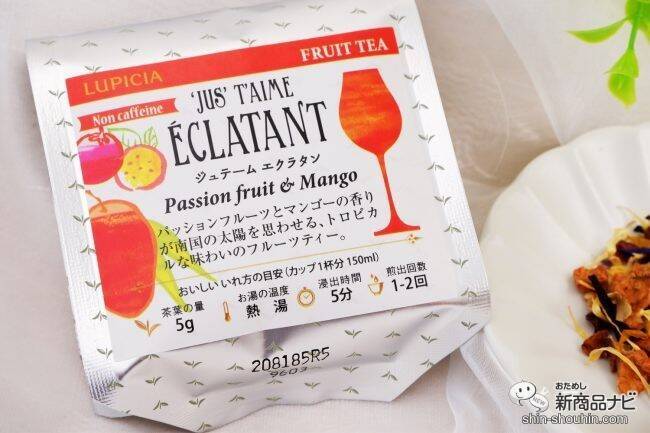 LUPICIA
FRUIT TEA
Non caffeine
'JUS' T'AIME
ÉCLATANT
ジュテーム エクラタン
Passion fruit & Mango
パッションフルーツとマンゴーの香り
が南国の太陽を思わせる、トロピカ
ルな味わいのフルーツティー。
おいしい いれ方の目安(カップ1杯分 150ml)
茶葉の量 お湯の温度 浸出時間 煎出回数
5g 熱湯 5分 1-2回
208185R5
9603
おためし
新商品ナビ
shin-shouhin.com